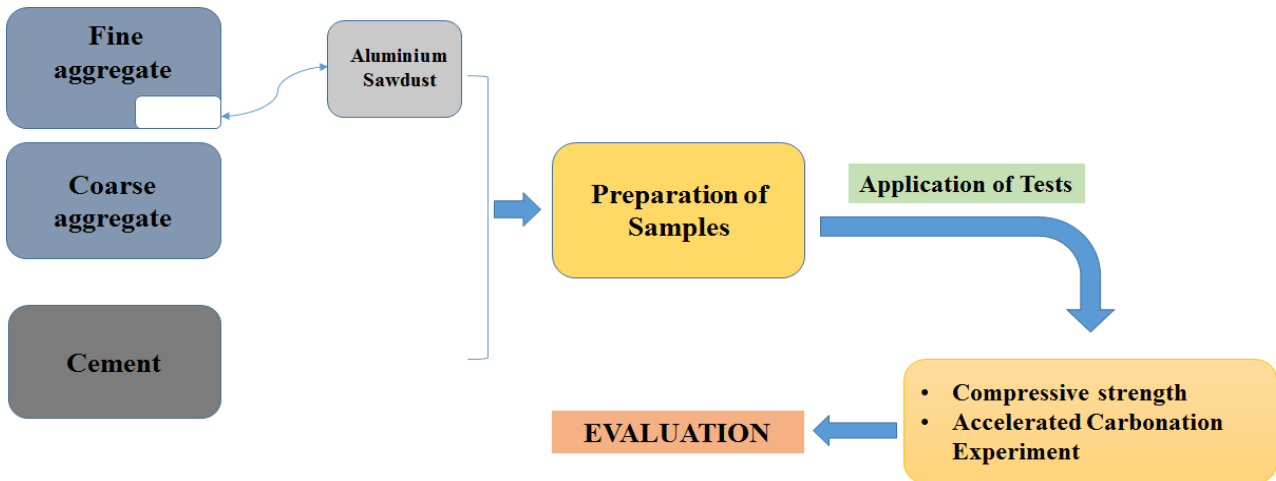 Fine
aggregate
Aluminium
Sawdust
Coarse
aggregate
Preparation of
Samples
Application of Tests
Cement
• Compressive strength
• Accelerated Carbonation
Experiment
EVALUATION